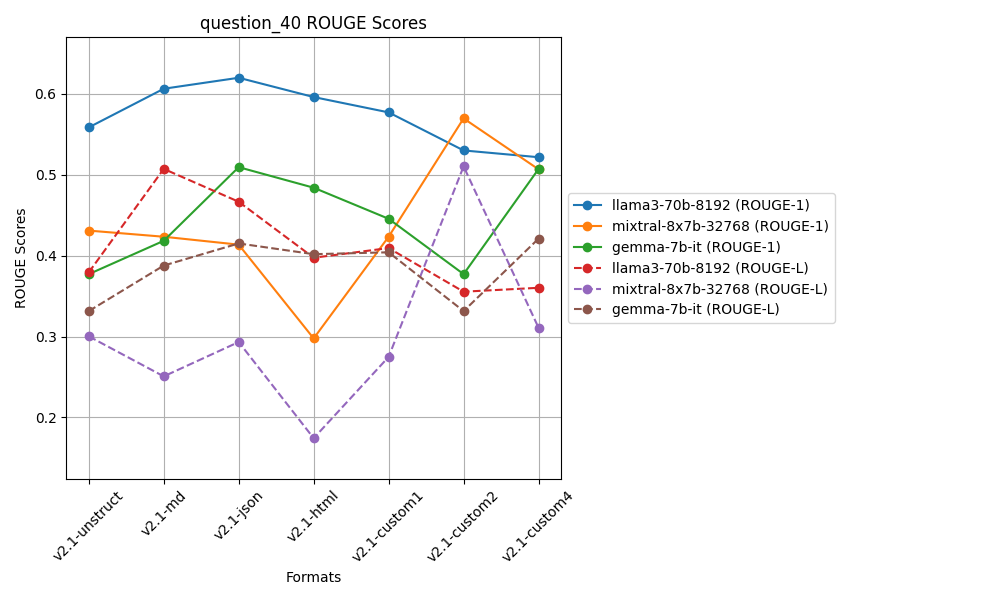 question_40 ROUGE Scores
ROUGE Scores
0.6
0.5
0.4
0.3
0.2
v2.1-unstruct
v2.1-md
v2.1-json
v2.1-html
v2.1-custom1
v2.1-custom2
v2.1-custom4
Formats
llama3-70b-8192 (ROUGE-1)
mixtral-8x7b-32768 (ROUGE-1)
gemma-7b-it (ROUGE-1)
llama3-70b-8192 (ROUGE-L)
mixtral-8x7b-32768 (ROUGE-L)
gemma-7b-it (ROUGE-L)